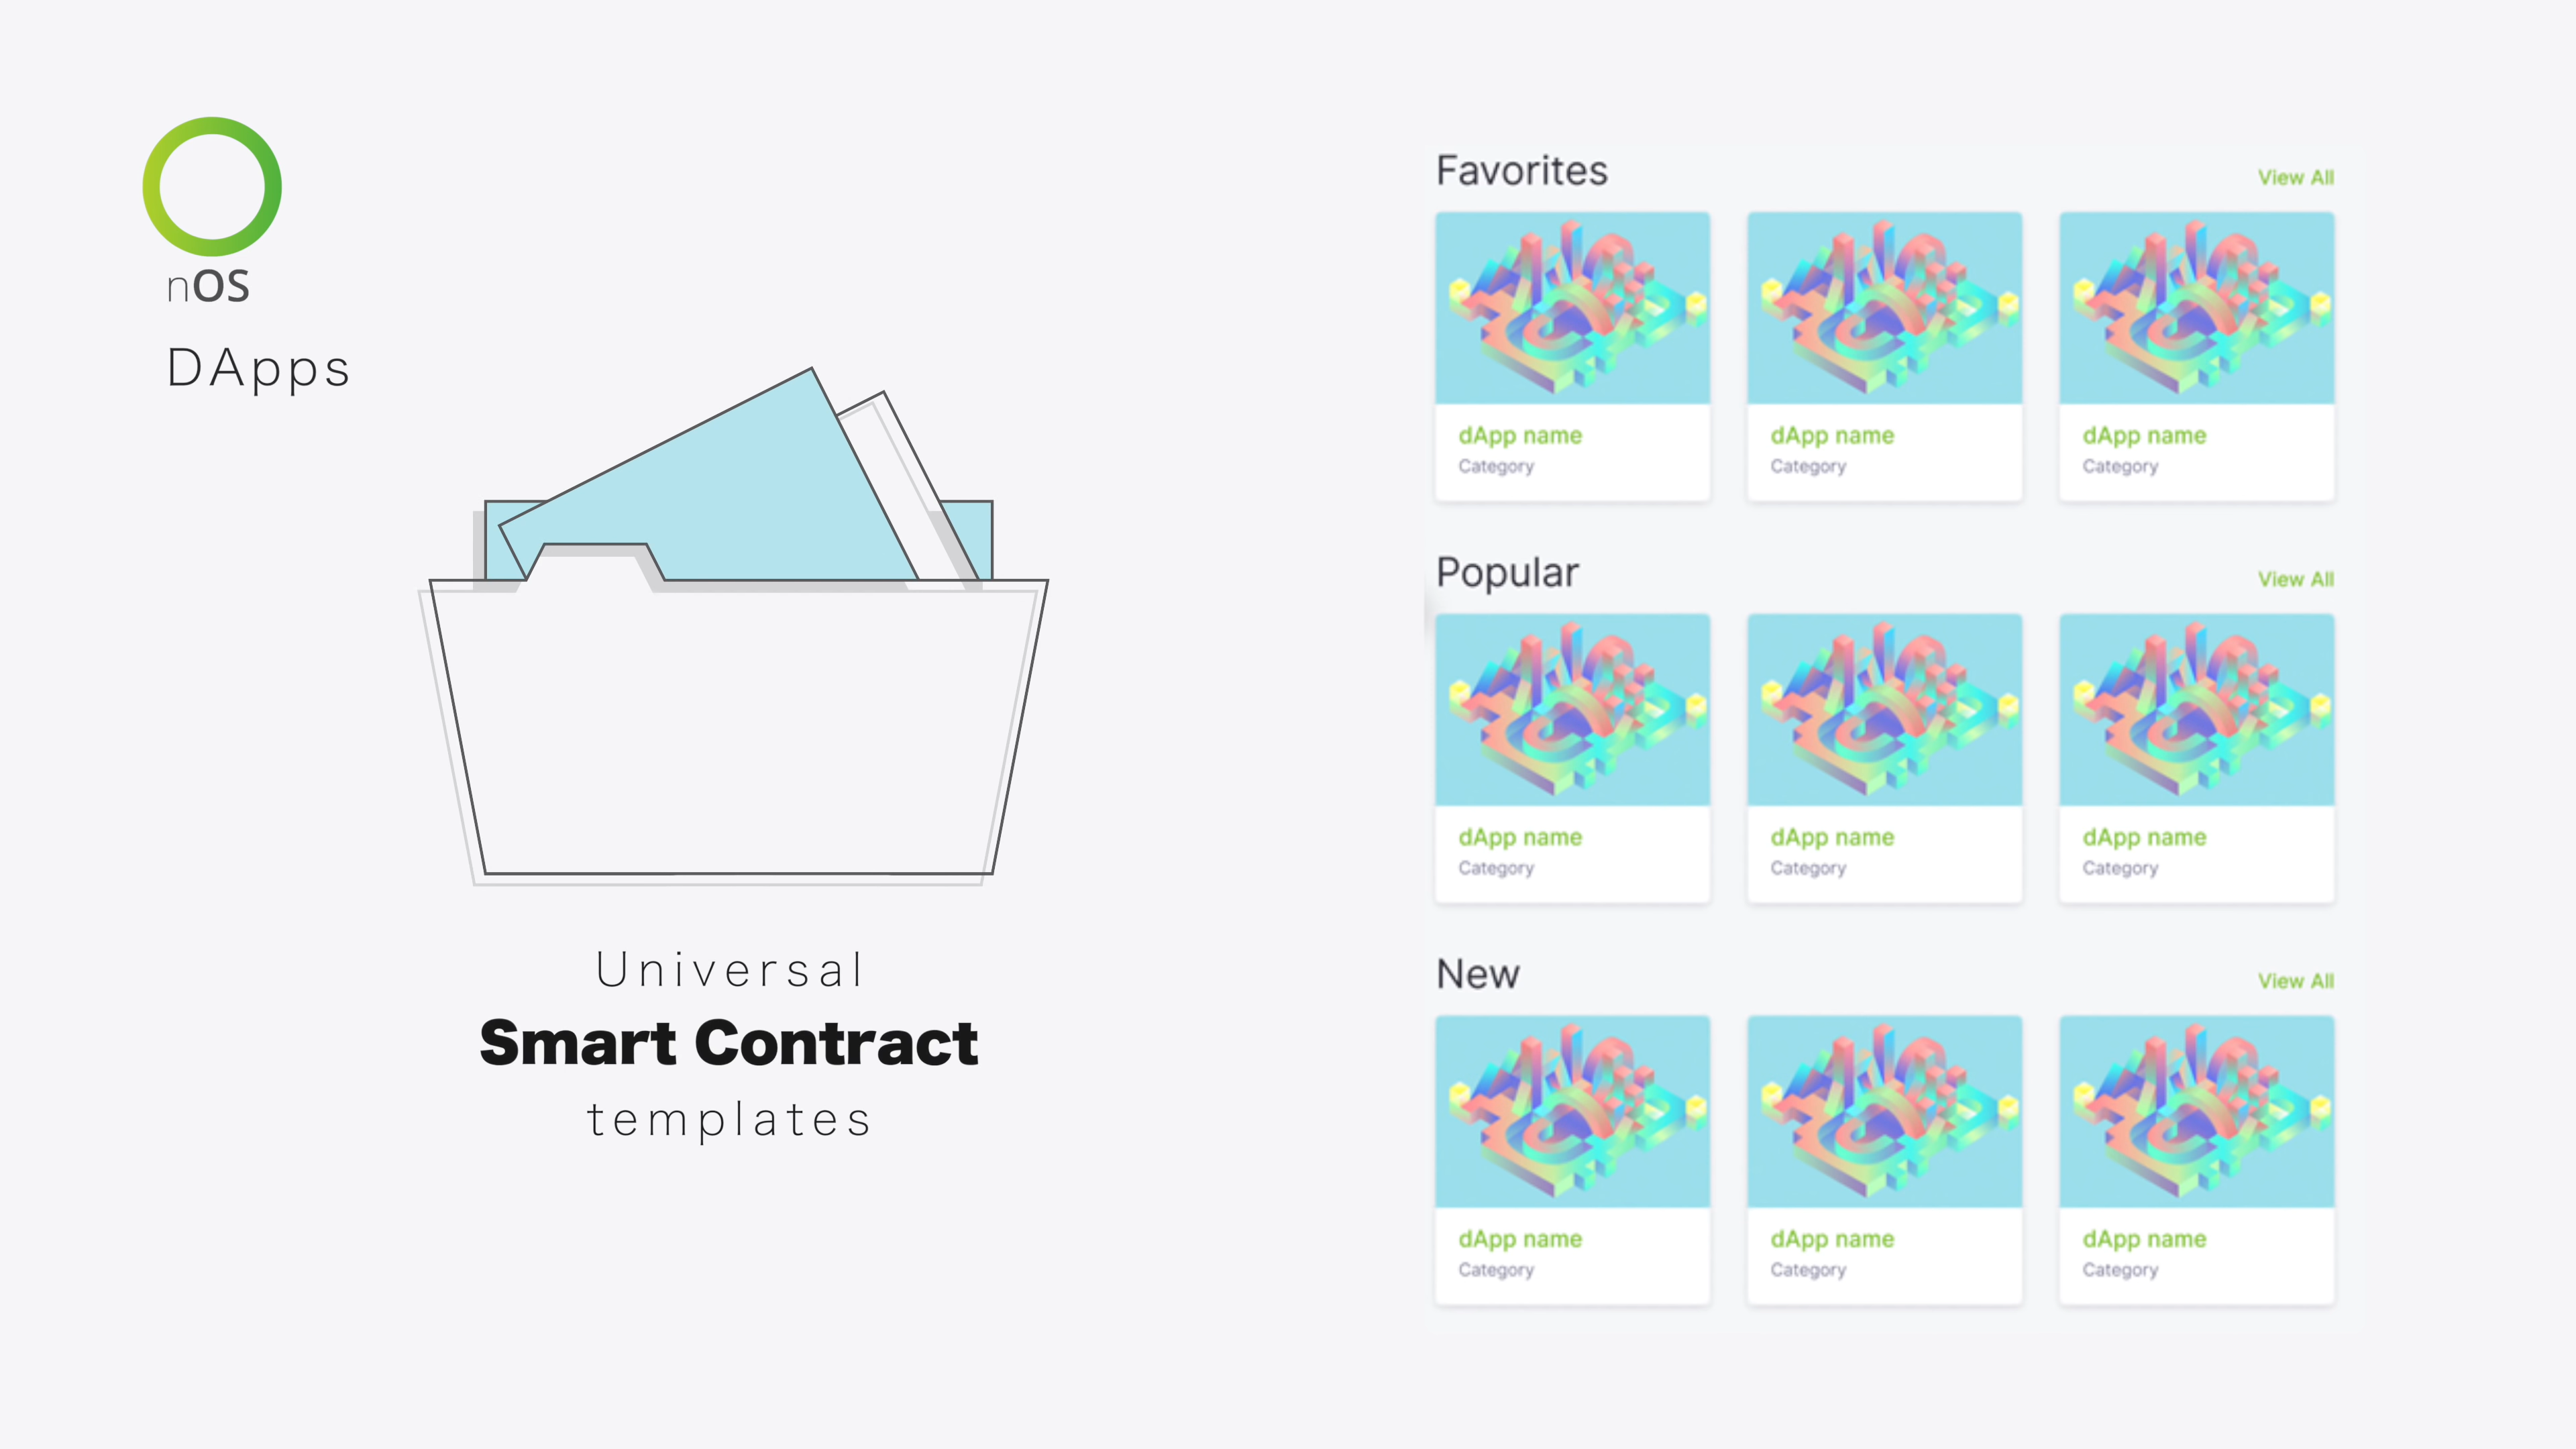 nOS
DApps
Universal
Smart Contract
templates
Favorites
View All
dApp name
Category
dApp name
Category
dApp name
Category
Popular
View All
dApp name
Category
dApp name
Category
dApp name
Category
New
View All
dApp name
Category
dApp name
Category
dApp name
Category